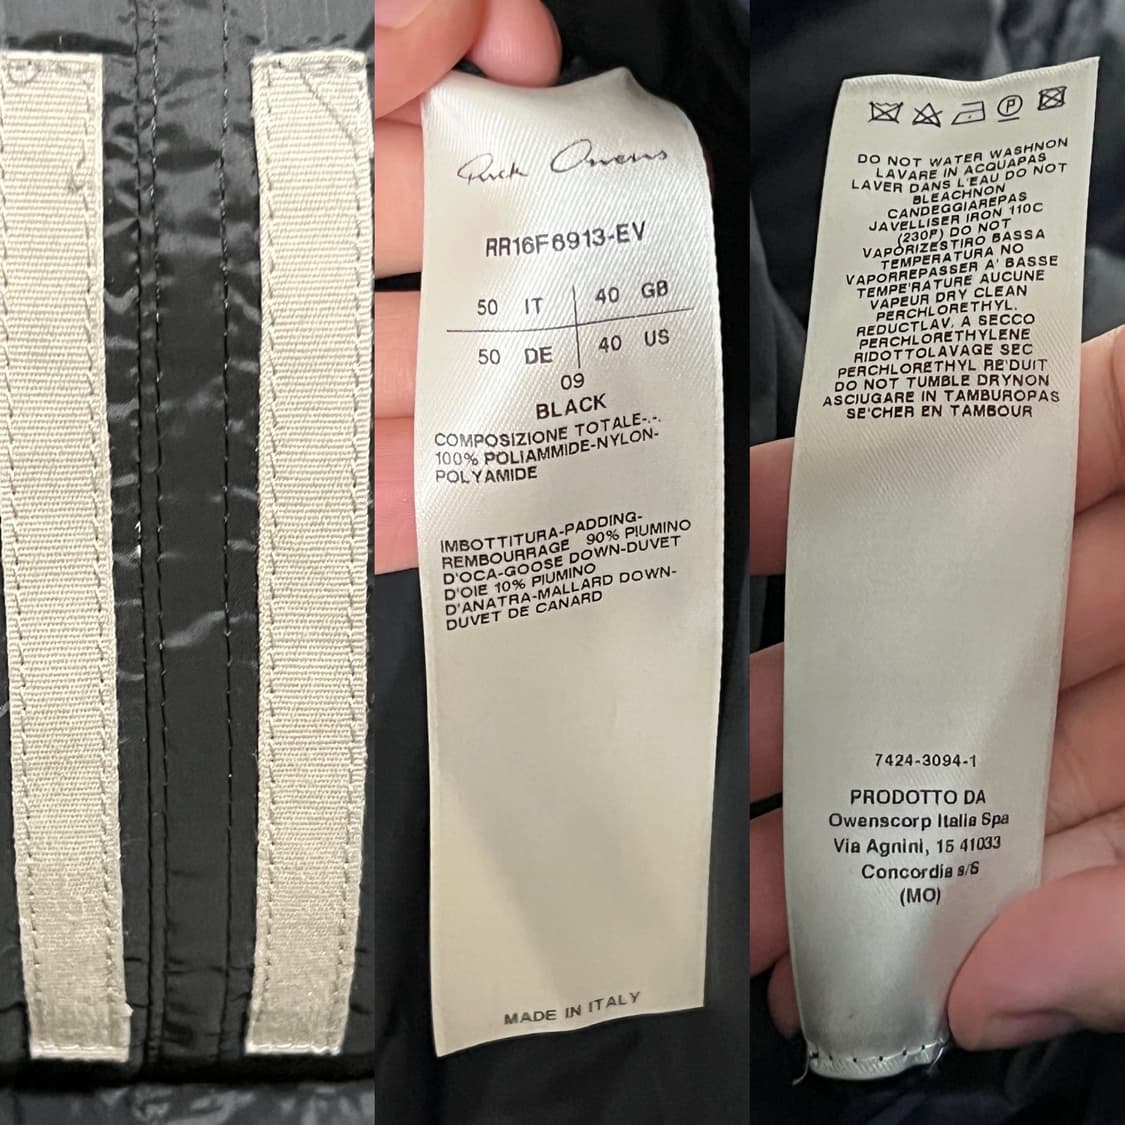 Rick Owens
RR16F6913-EV
50 IT 40 GB
50 DE 40 US
09
BLACK
COMPOSIZIONE TOTALE-.-.
100% POLIAMMIDE-NYLON-
POLYAMIDE
IMBOTTITURA-PADDING-
REMBOURRAGE 90% PIUMINO
D'OCA-GOOSE DOWN-DUVET
D'OIE 10% PIUMINO
D'ANATRA-MALLARD DOWN-
DUVET DE CANARD
MADE IN ITALY
P
DO NOT WATER WASHNON
LAVARE IN ACQUAPAS
LAVER DANS L'EAU DO NOT
BLEACHNON
CANDEGGIAREPAS
JAVELLISER IRON 110C
(230F) DO NOT
VAPORIZESTIRO BASSA
TEMPERATURA NO
VAPORREPASSER A' BASSE
TEMPE'RATURE AUCUNE
VAPEUR DRY CLEAN
PERCHLORETHYL.
REDUCTLAV. A SECCO
PERCHLORETHYLENE
RIDOTTOLAVAGE SEC
PERCHLORETHYL RE'DUIT
DO NOT TUMBLE DRYNON
ASCIUGARE IN TAMBUROPAS
SE'CHER EN TAMBOUR
7424-3094-1
PRODOTTO DA
Owenscorp Italia Spa
Via Agnini, 15 41033
Concordia s/S
(MO)